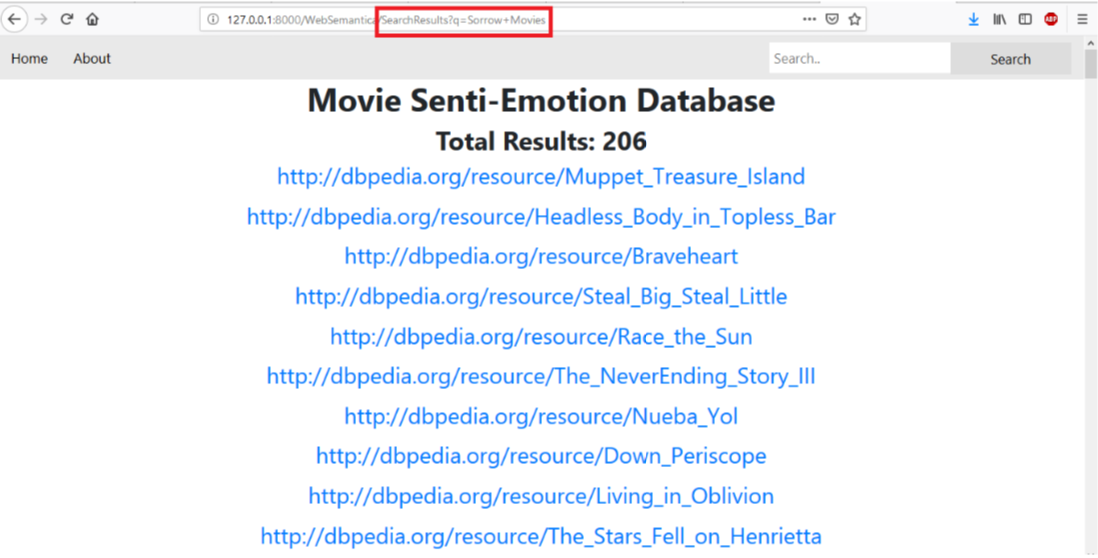 127.0.0.1:8000/WebSemantica/SearchResults?q=Sorrow+Movies
ABP
Home About Search.. Search
Movie Senti-Emotion Database
Total Results: 206
http://dbpedia.org/resource/Muppet_Treasure_Island
http://dbpedia.org/resource/Headless_Body_in_Topless_Bar
http://dbpedia.org/resource/Braveheart
http://dbpedia.org/resource/Steal_Big_Steal_Little
http://dbpedia.org/resource/Race_the_Sun
http://dbpedia.org/resource/The_NeverEnding_Story_III
http://dbpedia.org/resource/Nueba_Yol
http://dbpedia.org/resource/Down_Periscope
http://dbpedia.org/resource/Living_in_Oblivion
http://dbpedia.org/resource/The_Stars_Fell_on_Henrietta